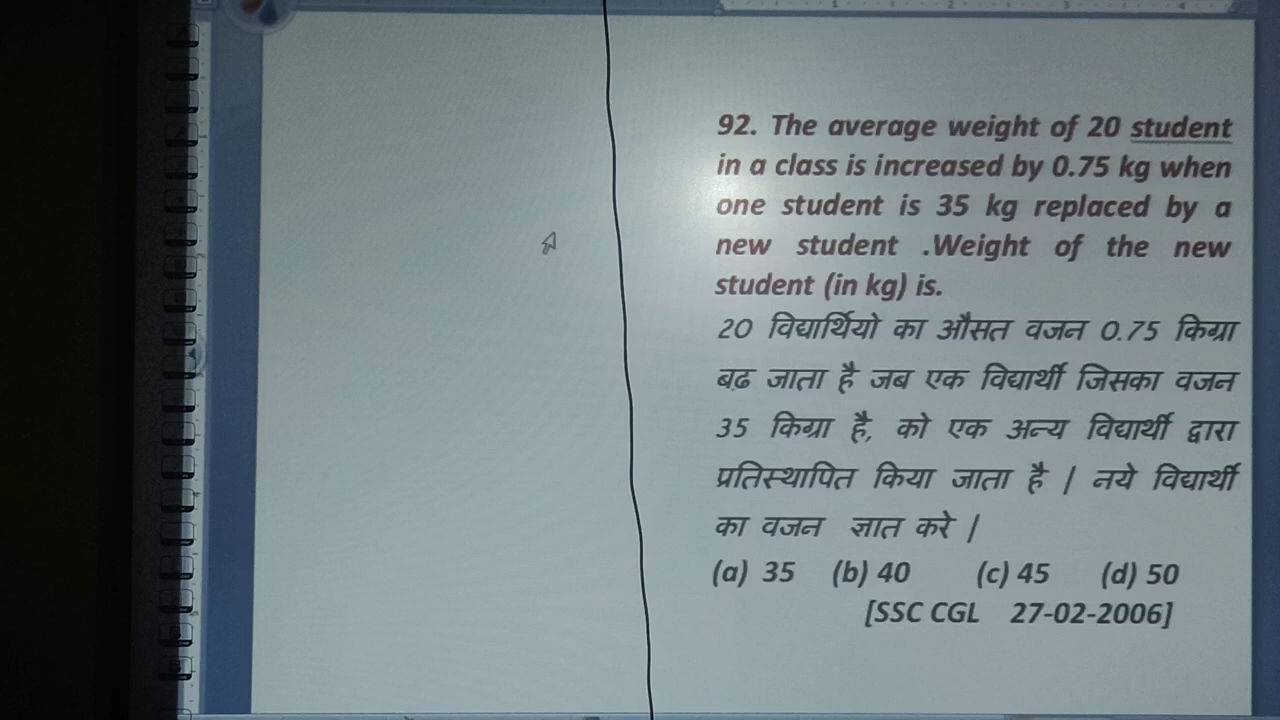 92. The average weight of 20 student
in a class is increased by 0.75 kg when
one student is 35 kg replaced by a
new student .Weight of the new
student (in kg) is.
20 विद्यार्थियो का औसत वजन 0.75 किग्रा
बढ जाता है जब एक विद्यार्थी जिसका वजन
35 किग्रा है, को एक अन्य विद्यार्थी द्वारा
प्रतिस्थापित किया जाता है | नये विद्यार्थी
का वजन ज्ञात करे |
(a) 35 (b) 40 (c) 45 (d) 50
[SSC CGL 27-02-2006]